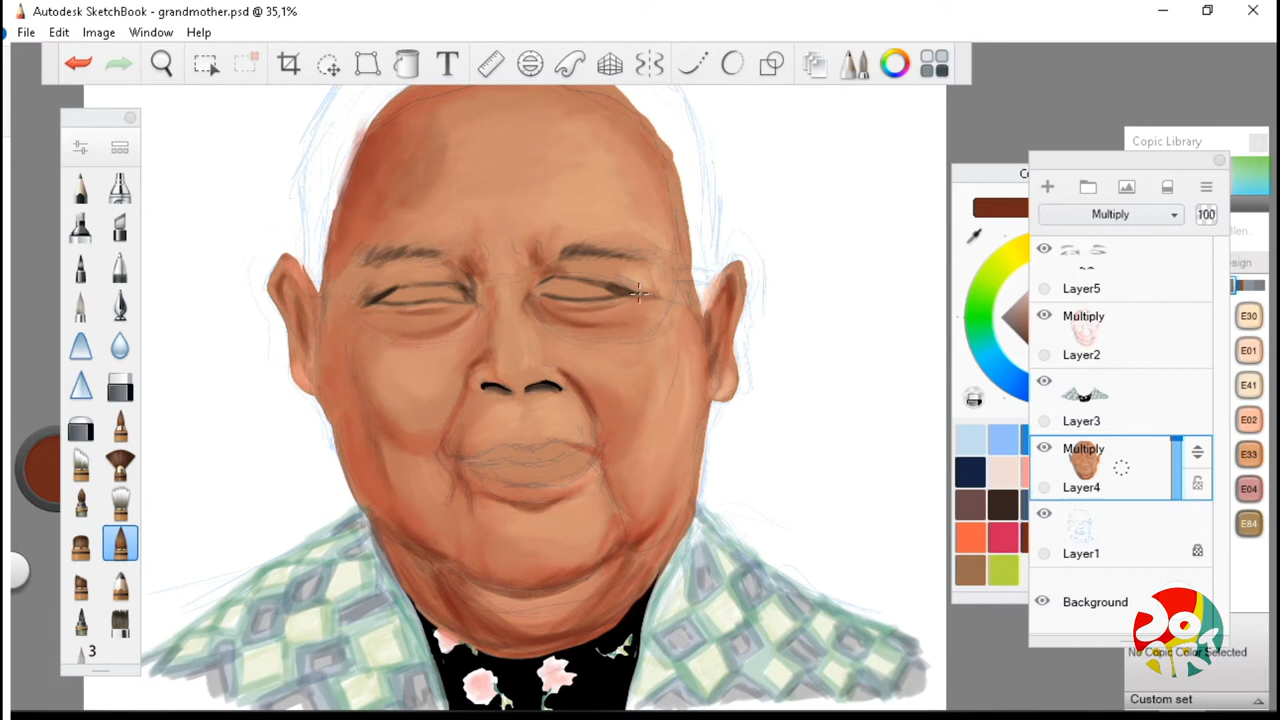 Autodesk SketchBook - grandmother.psd @ 35,1%
File Edit Image Window Help
T
Copic Library
Multiply 100
Layer5
Multiply
Layer2
Layer3
Multiply
Layer4
Layer1
Background
E30
E01
E41
E02
E33
E04
E84
3
No Copic Color Selected
Custom set